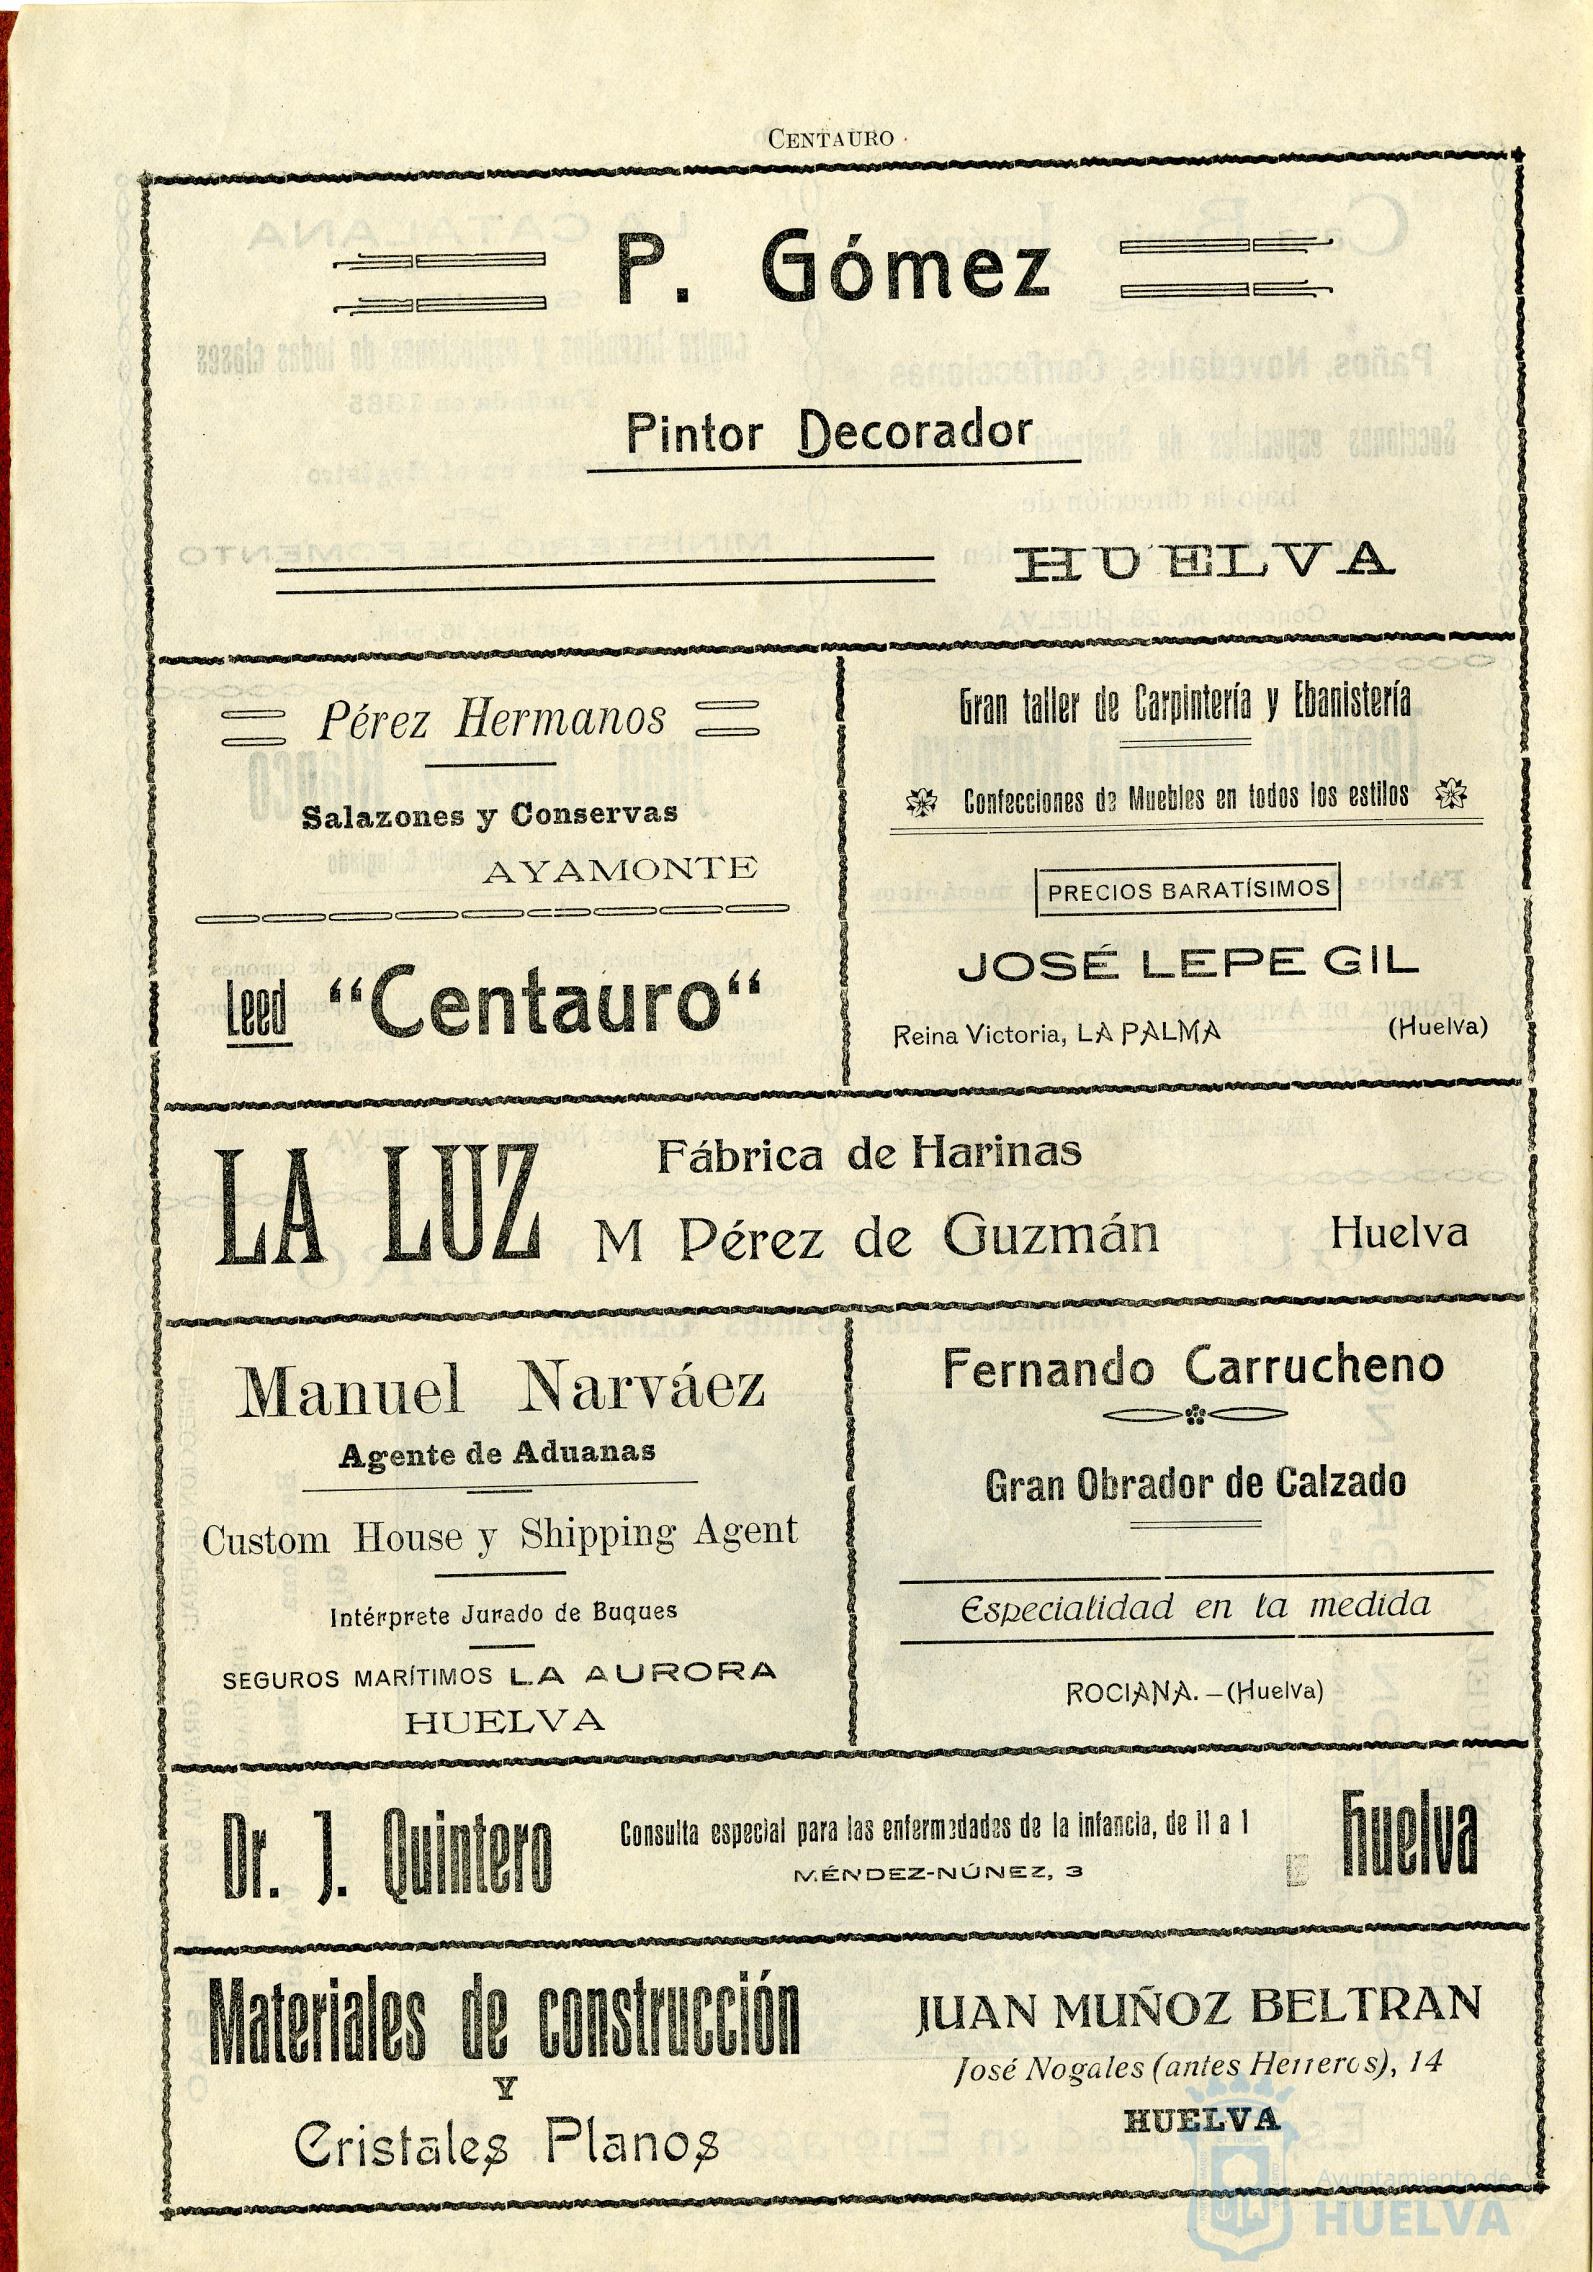 CENTAURO
P. Gómez
Pintor Decorador
HUELVA
Pérez Hermanos
Salazones y Conservas
AYAMONTE
Leed "Centauro"
Gran taller de Carpintería y Ebanistería
Confecciones de Muebles en todos los estilos
PRECIOS BARATÍSIMOS
JOSÉ LEPE GIL
Reina Victoria, LA PALMA (Huelva)
LA LUZ
Fábrica de Harinas
M Pérez de Guzmán Huelva
Manuel Narváez
Agente de Aduanas
Custom House y Shipping Agent
Intérprete Jurado de Buques
SEGUROS MARÍTIMOS LA AURORA
HUELVA
Fernando Carrucheno
Gran Obrador de Calzado
Especialidad en la medida
ROCIANA.—(Huelva)
Dr. J. Quintero
Consulta especial para las enfermedades de la infancia, de 11 a 1
MÉNDEZ-NÚNEZ, 3
Huelva
Materiales de construcción
Y
Cristales Planos
JUAN MUÑOZ BELTRAN
José Nogales (antes Herreros), 14
HUELVA
Ayuntamiento de
HUELVA